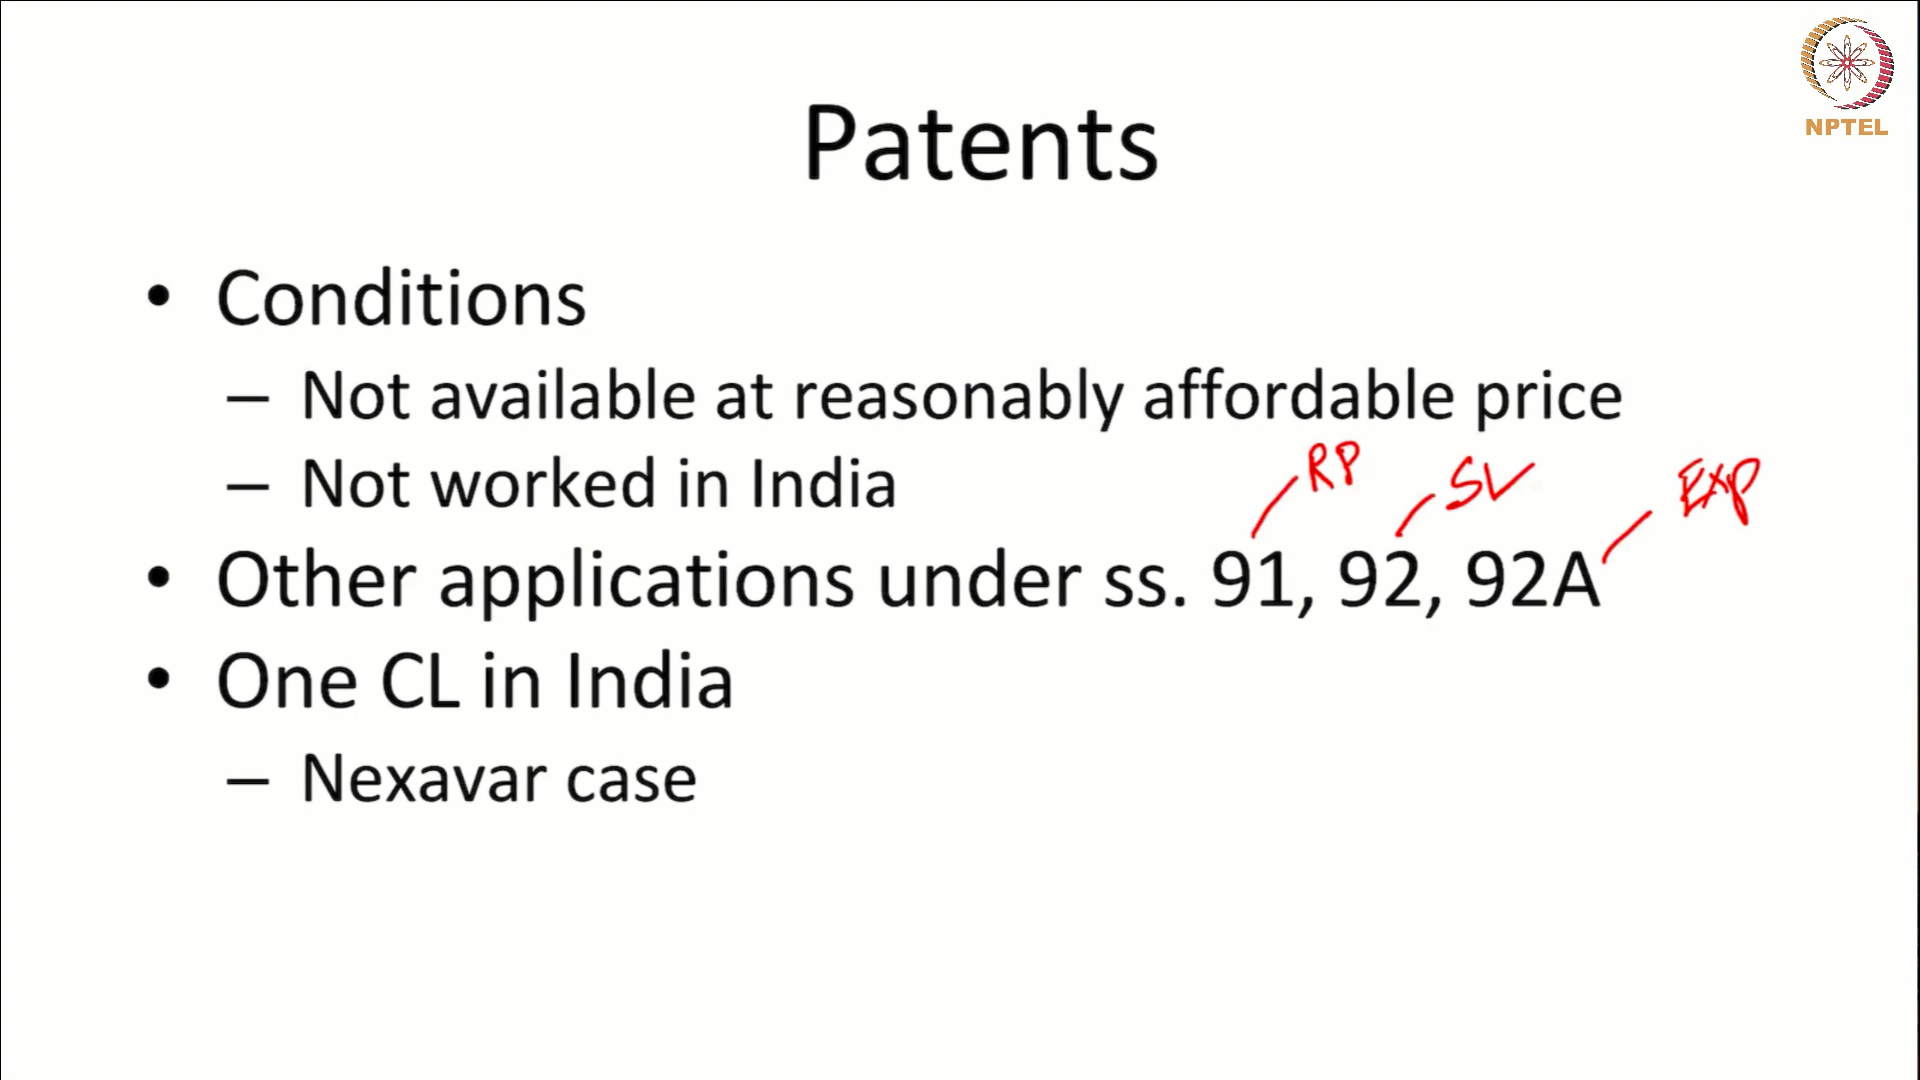 NPTEL
Patents
• Conditions
– Not available at reasonably affordable price
– Not worked in India
RP SV EXP
• Other applications under ss. 91, 92, 92A
• One CL in India
– Nexavar case